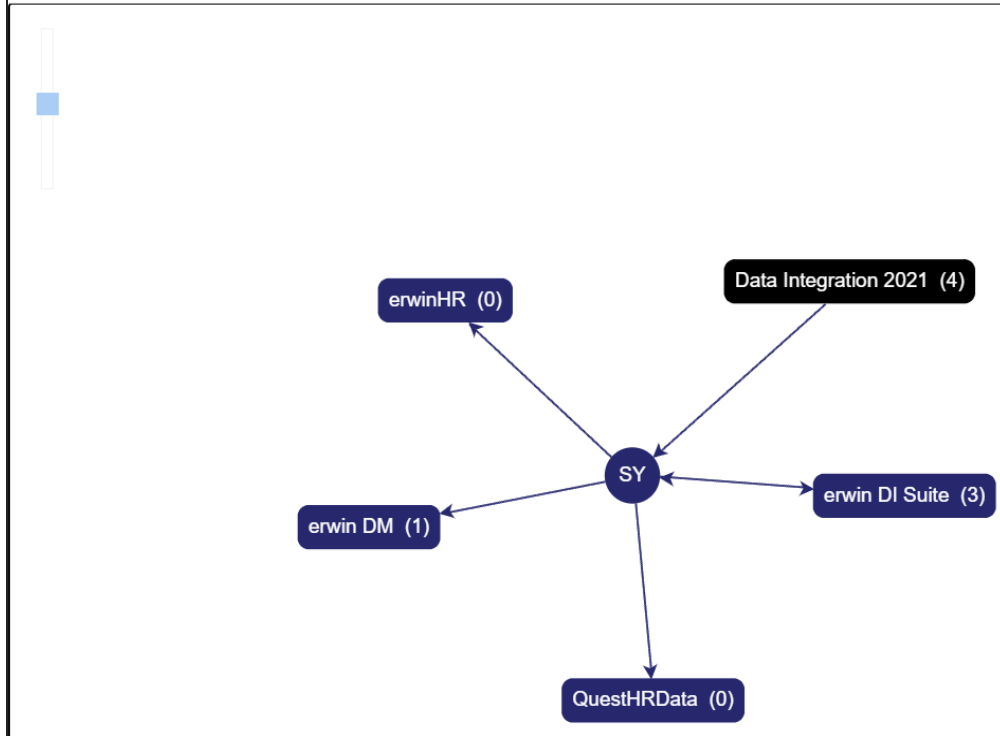 Data Integration 2021 (4)
erwinHR (0)
SY
erwin DI Suite (3)
erwin DM (1)
QuestHRData (0)